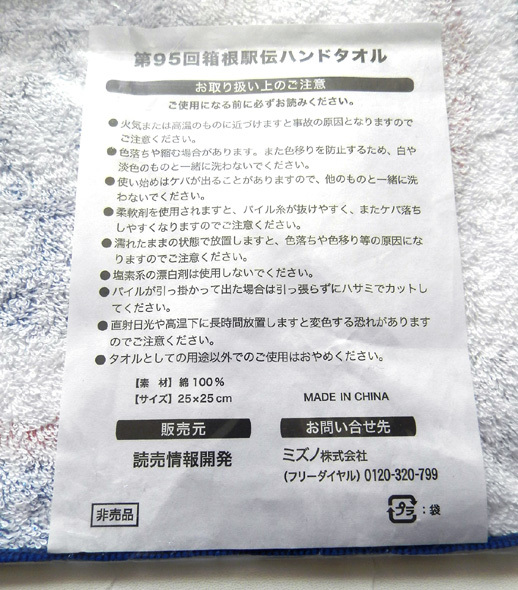 第95回箱根駅伝ハンドタオル
お取り扱い上のご注意
ご使用になる前に必ずお読みください。
●火気または高温のものに近づけますと事故の原因となりますので
ご注意ください。
●色落ちや縮む場合があります。また色移りを防止するため、白や
淡色のものと一緒に洗わないでください。
●使い始めはケバが出ることがありますので、他のものと一緒に洗
わないでください。
●柔軟剤を使用されますと、パイル糸が抜けやすく、またケバ落ち
しやすくなりますのでご注意ください。
●濡れたままの状態で放置しますと、色落ちや色移り等の原因にな
りますのでご注意ください。
●塩素系の漂白剤は使用しないでください。
●パイルが引っ掛かって出た場合は引っ張らずにハサミでカットし
てください。
●直射日光や高温下に長時間放置しますと変色する恐れがあります
のでご注意ください。
●タオルとしての用途以外でのご使用はおやめください。
【素 材】綿100%
【サイズ】25×25cm
MADE IN CHINA
販売元
読売情報開発
お問い合せ先
ミズノ株式会社
(フリーダイヤル) 0120-320-799
非売品
プラ:袋